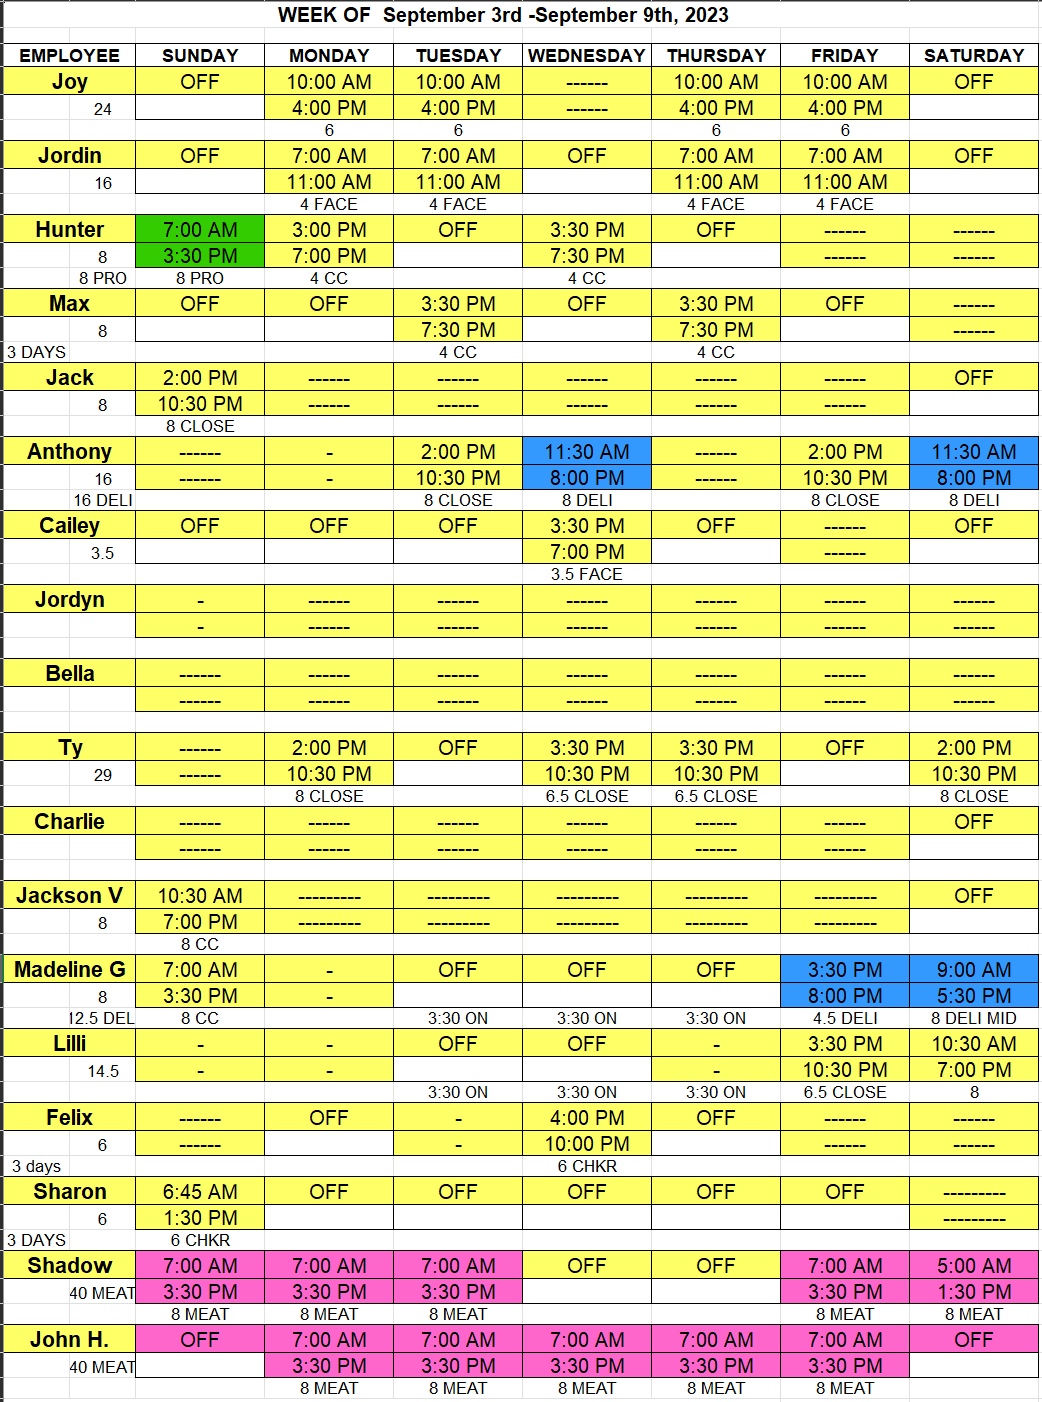 WEEK OF September 3rd -September 9th, 2023
EMPLOYEE SUNDAY MONDAY TUESDAY WEDNESDAY THURSDAY FRIDAY SATURDAY
Joy OFF 10:00 AM 10:00 AM ------ 10:00 AM 10:00 AM OFF
24 4:00 PM 4:00 PM ------ 4:00 PM 4:00 PM
6 6 6 6
Jordin OFF 7:00 AM 7:00 AM OFF 7:00 AM 7:00 AM OFF
16 11:00 AM 11:00 AM 11:00 AM 11:00 AM
4 FACE 4 FACE 4 FACE 4 FACE
Hunter 7:00 AM 3:00 PM OFF 3:30 PM OFF ------ ------
8 3:30 PM 7:00 PM 7:30 PM ------ ------
8 PRO 8 PRO 4 CC 4 CC
Max OFF OFF 3:30 PM OFF 3:30 PM OFF ------
8 7:30 PM 7:30 PM ------
3 DAYS 4 CC 4 CC
Jack 2:00 PM ------ ------ ------ ------ ------ OFF
8 10:30 PM ------ ------ ------ ------ ------
8 CLOSE
Anthony ------ - 2:00 PM 11:30 AM ------ 2:00 PM 11:30 AM
16 ------ - 10:30 PM 8:00 PM ------ 10:30 PM 8:00 PM
16 DELI 8 CLOSE 8 DELI 8 CLOSE 8 DELI
Cailey OFF OFF OFF 3:30 PM OFF ------ OFF
3.5 7:00 PM ------
3.5 FACE
Jordyn - ------ ------ ------ ------ ------ ------
- ------ ------ ------ ------ ------ ------
Bella ------ ------ ------ ------ ------ ------ ------
------ ------ ------ ------ ------ ------ ------
Ty ------ 2:00 PM OFF 3:30 PM 3:30 PM OFF 2:00 PM
29 ------ 10:30 PM 10:30 PM 10:30 PM 10:30 PM
8 CLOSE 6.5 CLOSE 6.5 CLOSE 8 CLOSE
Charlie ------ ------ ------ ------ ------ ------ OFF
------ ------ ------ ------ ------ ------
Jackson V 10:30 AM --------- --------- --------- --------- --------- OFF
8 7:00 PM --------- --------- --------- --------- ---------
8 CC
Madeline G 7:00 AM - OFF OFF OFF 3:30 PM 9:00 AM
8 3:30 PM - 8:00 PM 5:30 PM
12.5 DEL 8 CC 3:30 ON 3:30 ON 3:30 ON 4.5 DELI 8 DELI MID
Lilli - - OFF OFF - 3:30 PM 10:30 AM
14.5 - - - 10:30 PM 7:00 PM
3:30 ON 3:30 ON 3:30 ON 6.5 CLOSE 8
Felix ------ OFF - 4:00 PM OFF ------ ------
6 ------ - 10:00 PM ------ ------
3 days 6 CHKR
Sharon 6:45 AM OFF OFF OFF OFF OFF ---------
6 1:30 PM ---------
3 DAYS 6 CHKR
Shadow 7:00 AM 7:00 AM 7:00 AM OFF OFF 7:00 AM 5:00 AM
40 MEAT 3:30 PM 3:30 PM 3:30 PM 3:30 PM 1:30 PM
8 MEAT 8 MEAT 8 MEAT 8 MEAT 8 MEAT
John H. OFF 7:00 AM 7:00 AM 7:00 AM 7:00 AM 7:00 AM OFF
40 MEAT 3:30 PM 3:30 PM 3:30 PM 3:30 PM 3:30 PM
8 MEAT 8 MEAT 8 MEAT 8 MEAT 8 MEAT